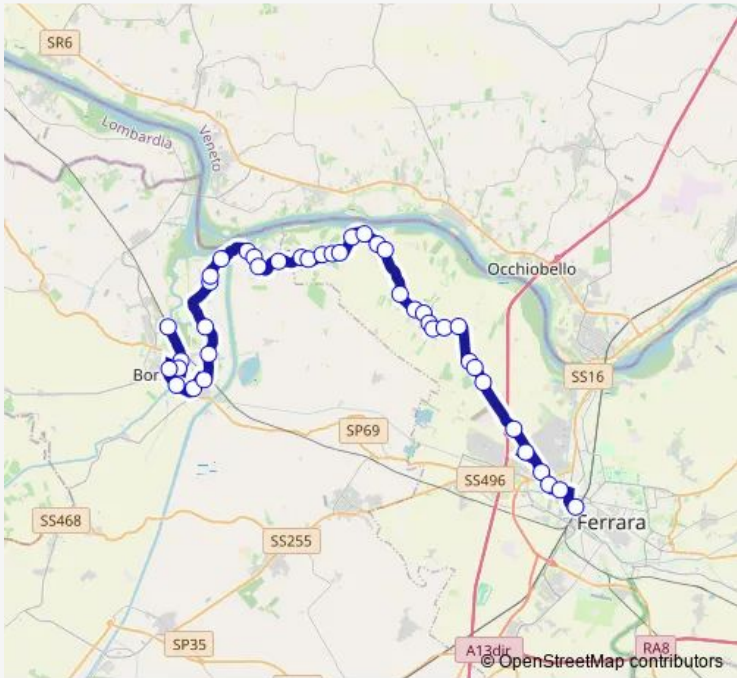 SR6
Lombardia
Veneto
Occhiobello
SS16
Bor
SP69
SS496
Ferrara
SS468
SS255
SP35
A13dir
RA8
© OpenStreetMap contributors